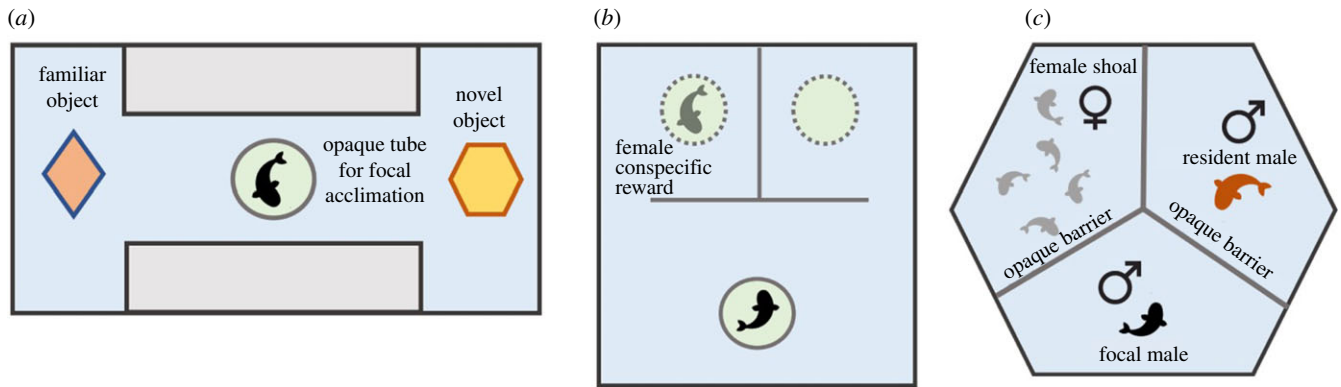 (a)
familiar
object
opaque tube
for focal
acclimation
novel
object
(b)
female
conspecific
reward
(c)
female shoal
resident male
opaque barrier
opaque barrier
focal male